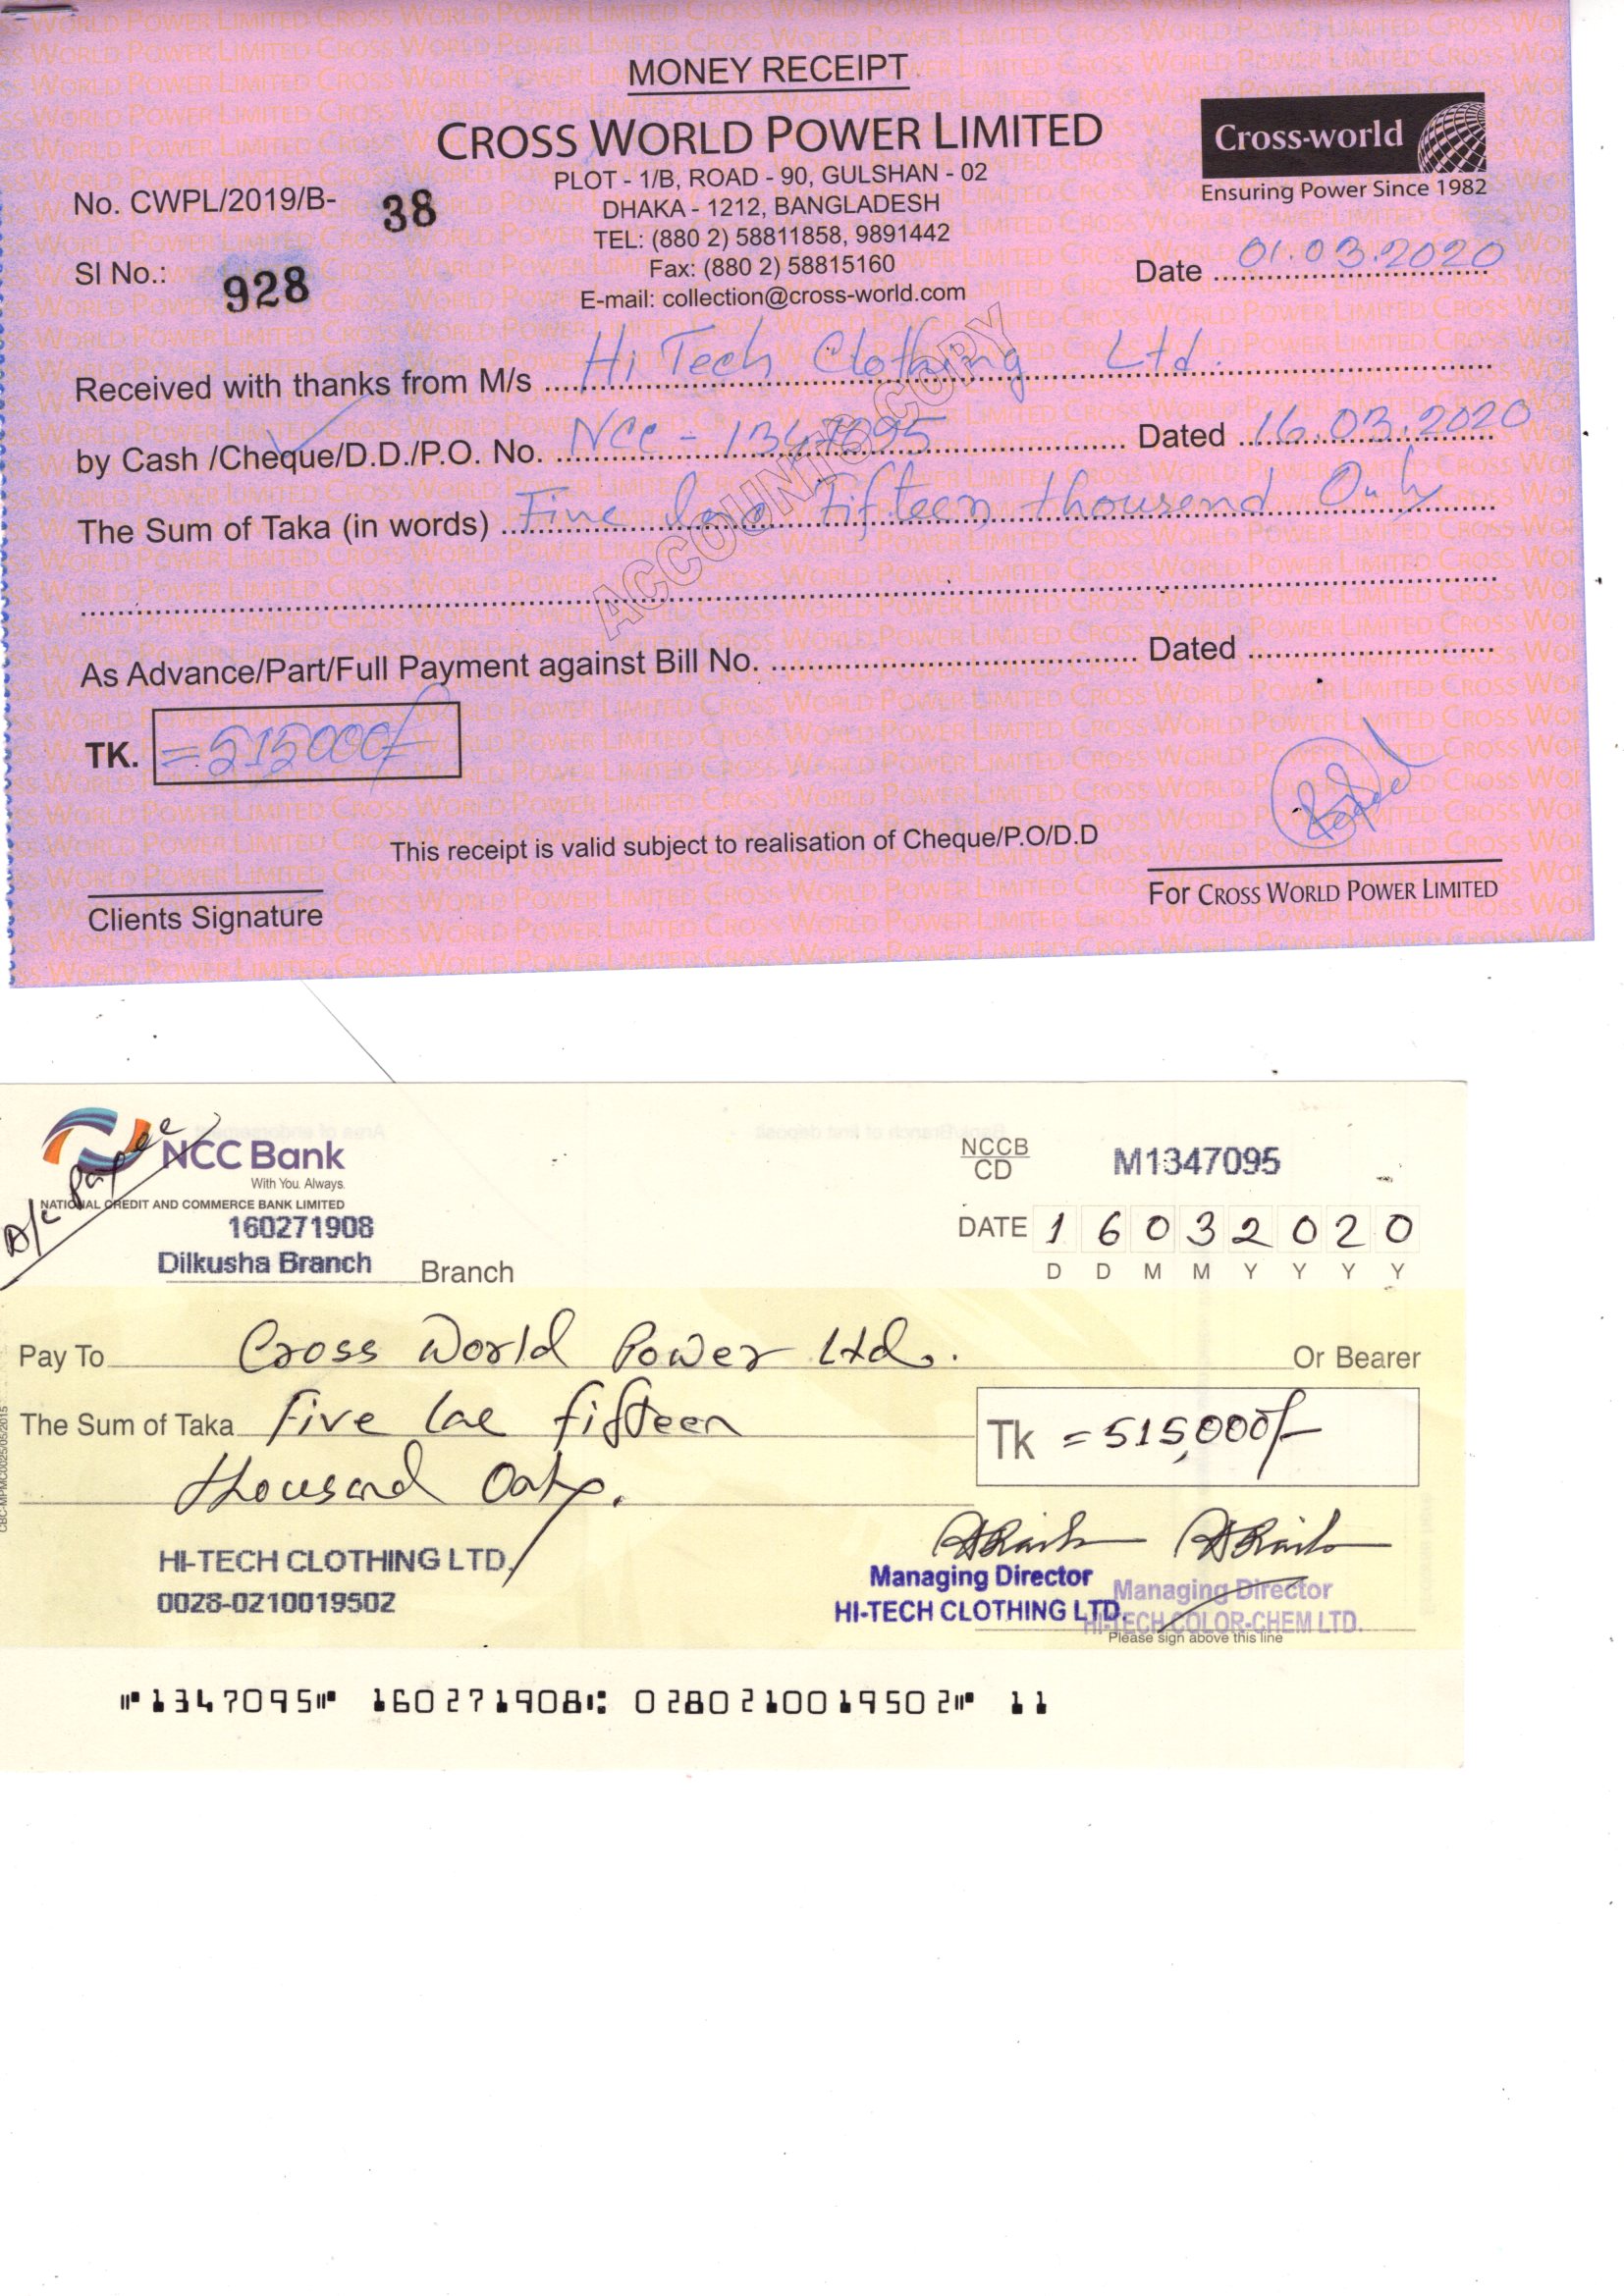 MONEY RECEIPT
CROSS WORLD POWER LIMITED
PLOT - 1/B, ROAD - 90, GULSHAN - 02
DHAKA - 1212, BANGLADESH
TEL: (880 2) 58811858, 9891442
Fax: (880 2) 58815160
E-mail: collection@cross-world.com
Cross-world
Ensuring Power Since 1982
No. CWPL/2019/B- 38
SI No.: 928
Date 01.03.2020
Received with thanks from M/s Hi Tech Clothing Ltd.
by Cash /Cheque/D.D./P.O. No. NCC - 1347095 Dated 16.03.2020
The Sum of Taka (in words) Five lac Fifteen thousend Only
ACCOUNTS COPY
As Advance/Part/Full Payment against Bill No. Dated
TK. =515000/-
This receipt is valid subject to realisation of Cheque/P.O/D.D
Clients Signature
For CROSS WORLD POWER LIMITED
A/c payee
NCC Bank
With You. Always.
NATIONAL CREDIT AND COMMERCE BANK LIMITED
160271908
Dilkusha Branch Branch
NCCB
CD
M1347095
DATE 1 6 0 3 2 0 2 0
D D M M Y Y Y Y
Pay To Cross World Power Ltd. Or Bearer
The Sum of Taka Five lac fifteen
thousand Only.
Tk =515,000/-
HI-TECH CLOTHING LTD.
0028-0210019502
Managing Director
HI-TECH CLOTHING LTD.
Managing Director
HI-TECH COLOR-CHEM LTD.
Please sign above this line
CBC-MPMC0025/05/2015
1347095 160271908 0280210019502 11